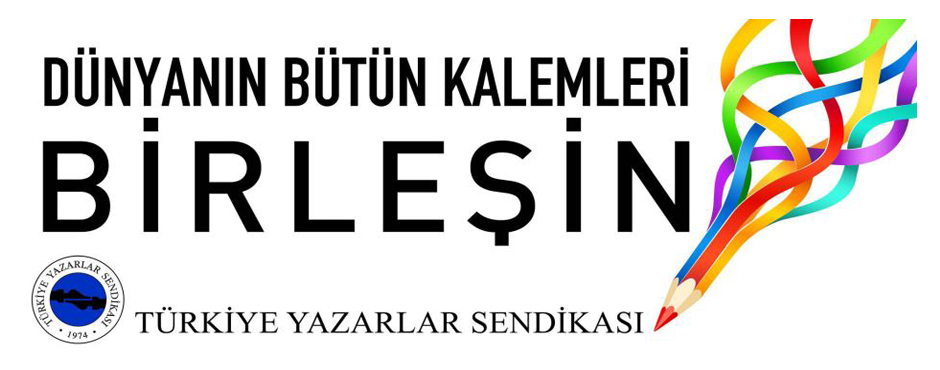 DÜNYANIN BÜTÜN KALEMLERİ
BİRLEŞİN
TÜRKİYE YAZARLAR SENDİKASI
• 1974 •
TÜRKİYE YAZARLAR SENDİKASI